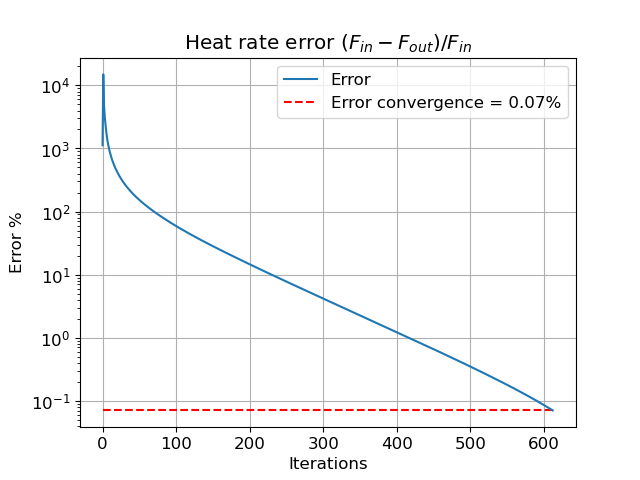 Heat rate error (F_in − F_out)/F_in
Error
Error convergence = 0.07%
10^4
10^3
10^2
10^1
10^0
10^−1
Error %
0 100 200 300 400 500 600
Iterations